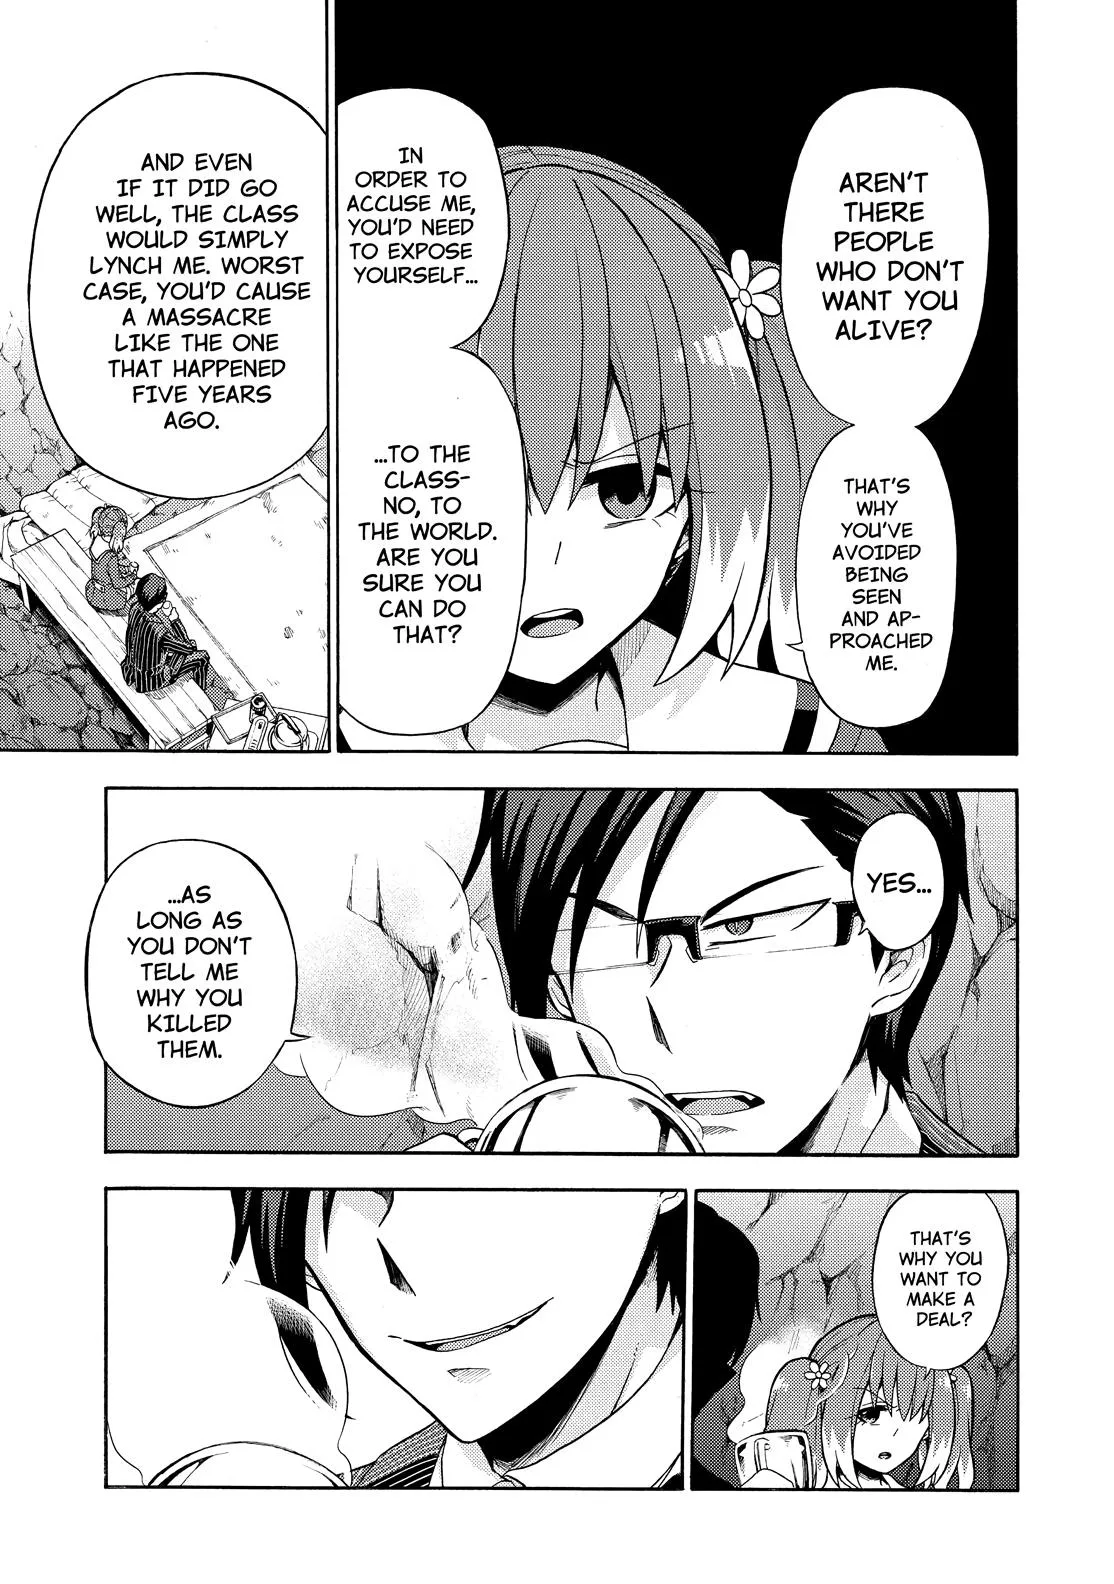 AREN'T
THERE
PEOPLE
WHO DON'T
WANT YOU
ALIVE?
THAT'S
WHY
YOU'VE
AVOIDED
BEING
SEEN
AND AP-
PROACHED
ME.
IN
ORDER TO
ACCUSE ME,
YOU'D NEED
TO EXPOSE
YOURSELF...
...TO THE
CLASS-
NO, TO
THE WORLD.
ARE YOU
SURE YOU
CAN DO
THAT?
AND EVEN
IF IT DID GO
WELL, THE CLASS
WOULD SIMPLY
LYNCH ME. WORST
CASE, YOU'D CAUSE
A MASSACRE
LIKE THE ONE
THAT HAPPENED
FIVE YEARS
AGO.
YES...
...AS
LONG AS
YOU DON'T
TELL ME
WHY YOU
KILLED
THEM.
THAT'S
WHY YOU
WANT TO
MAKE A
DEAL?